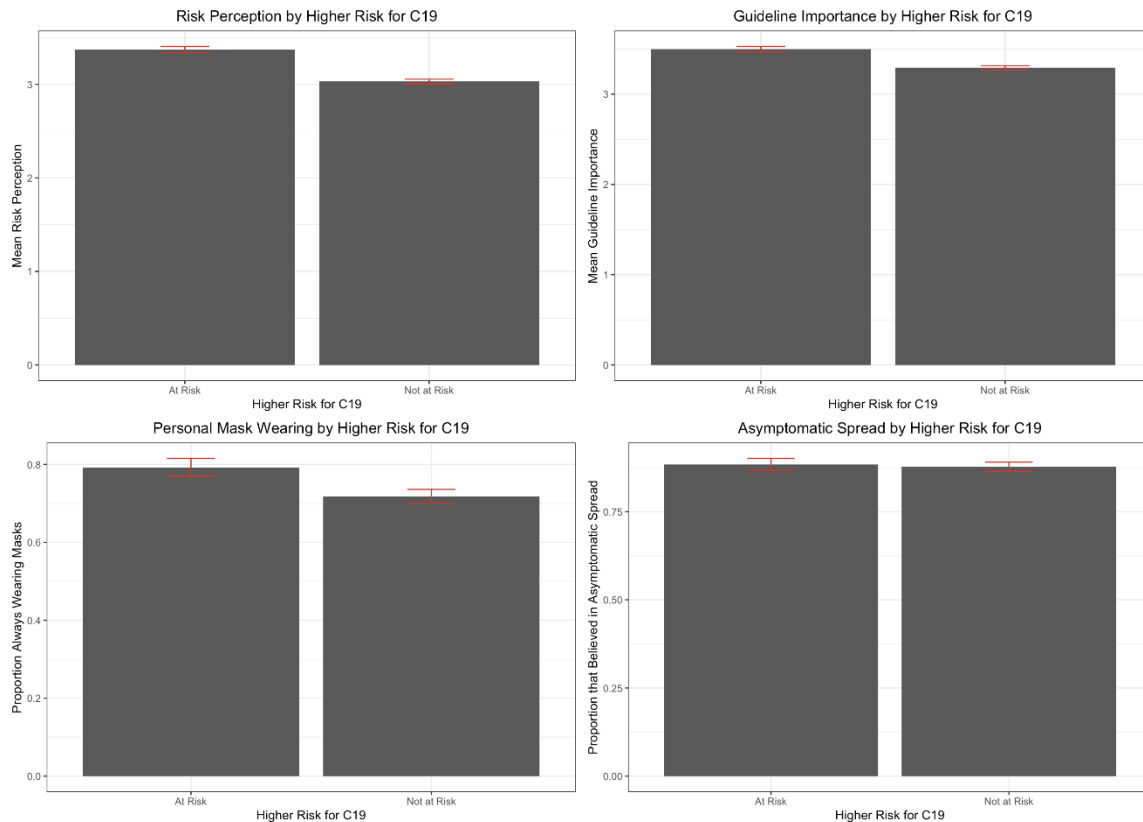 Risk Perception by Higher Risk for C19
Mean Risk Perception
3
2
1
0
At Risk
Not at Risk
Higher Risk for C19
Guideline Importance by Higher Risk for C19
Mean Guideline Importance
3
2
1
0
At Risk
Not at Risk
Higher Risk for C19
Personal Mask Wearing by Higher Risk for C19
Proportion Always Wearing Masks
0.8
0.6
0.4
0.2
0.0
At Risk
Not at Risk
Higher Risk for C19
Asymptomatic Spread by Higher Risk for C19
Proportion that Believed in Asymptomatic Spread
0.75
0.50
0.25
0.00
At Risk
Not at Risk
Higher Risk for C19